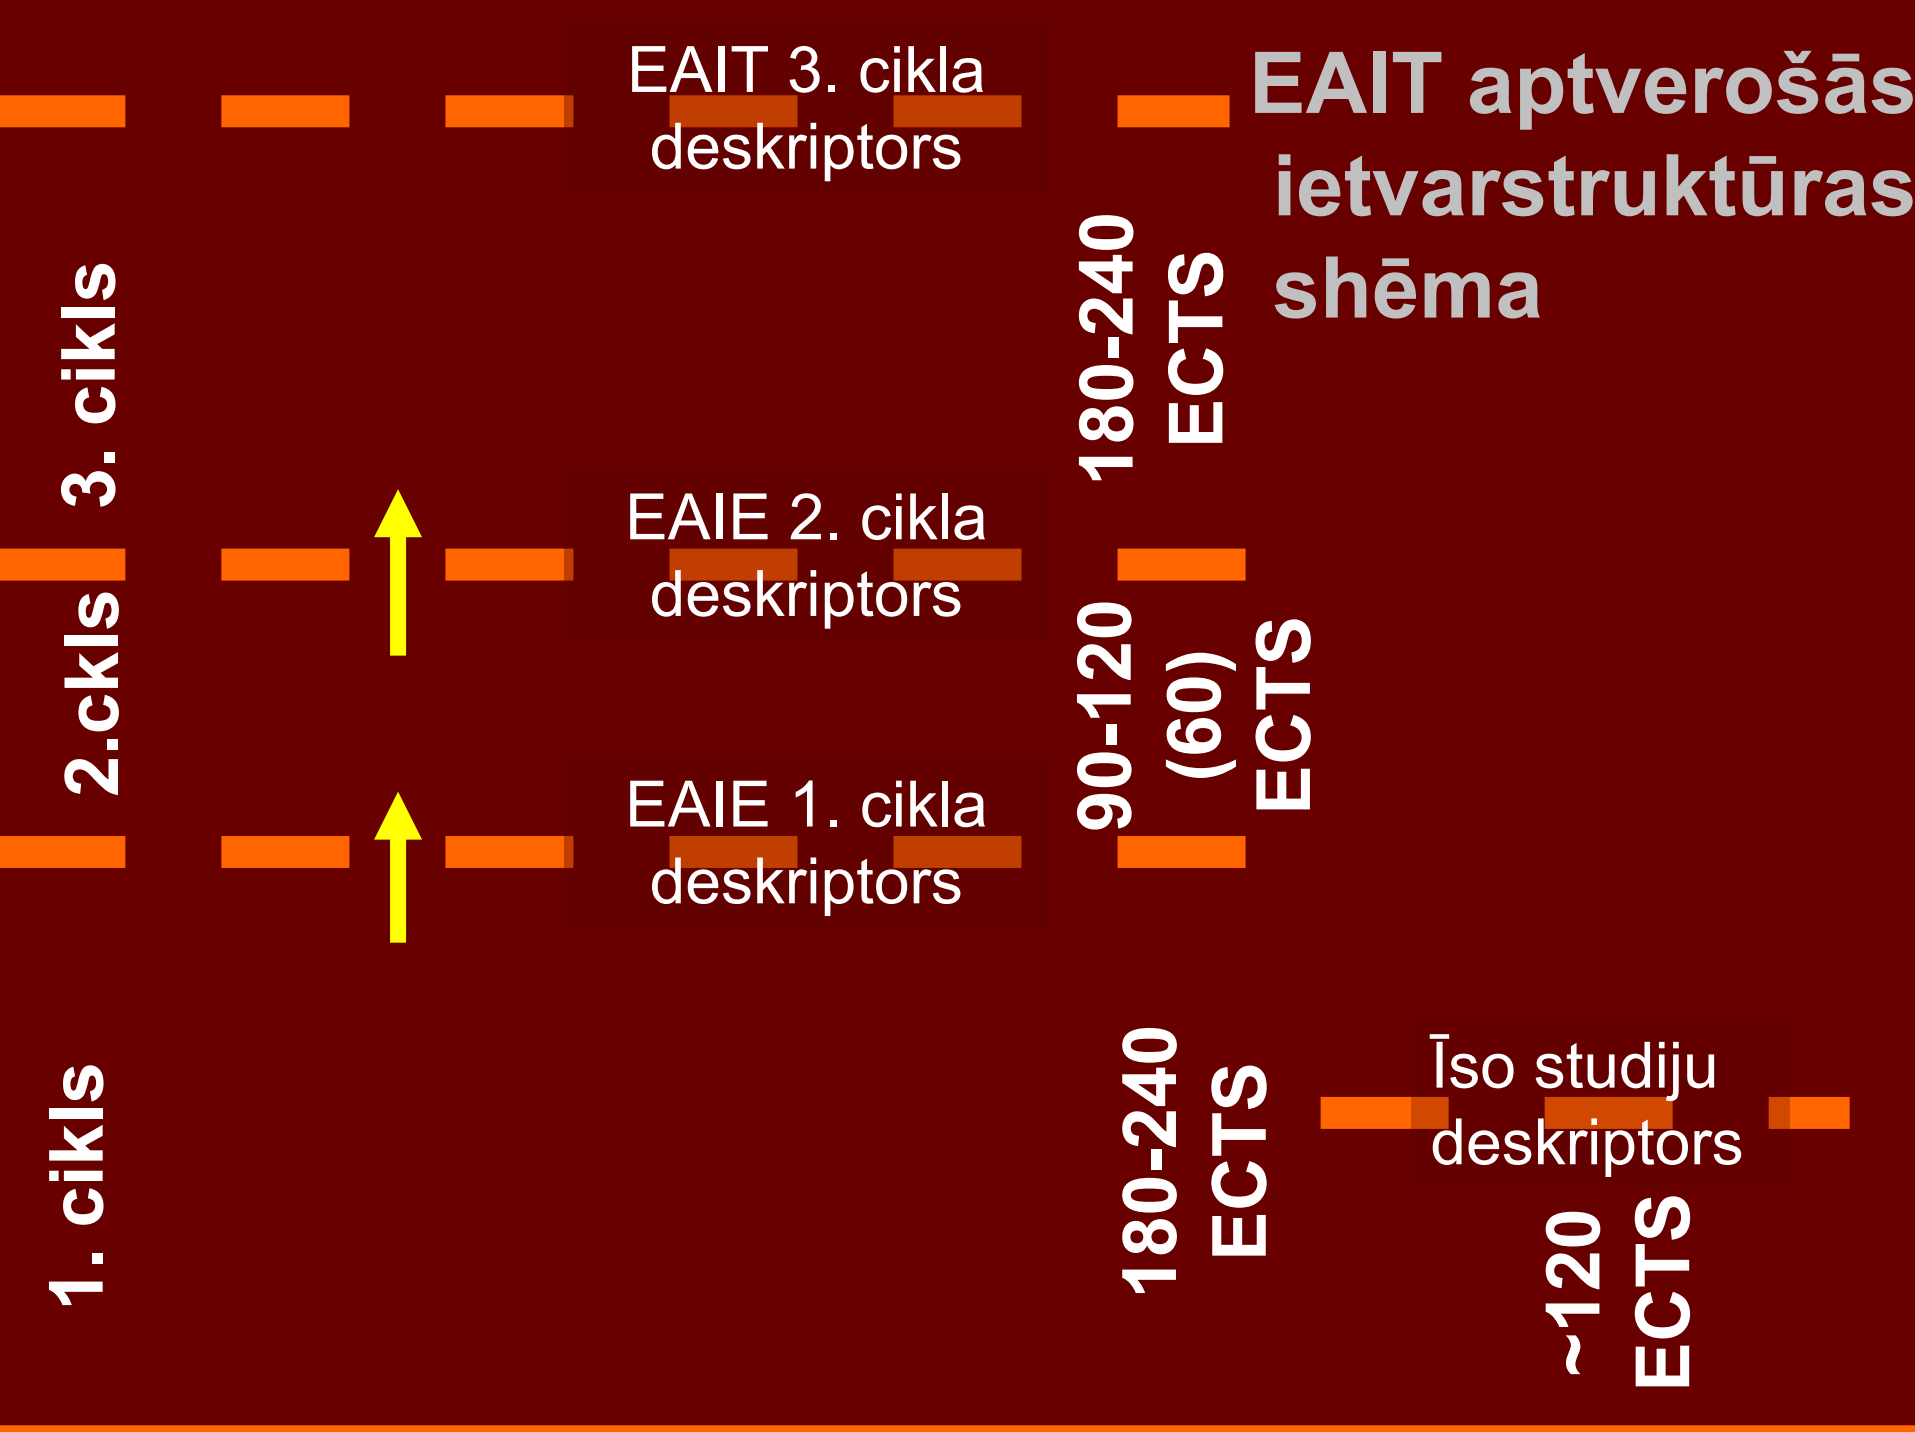 EAIT aptverošās
ietvarstruktūras
shēma
EAIT 3. cikla
deskriptors
3. cikls
180-240
ECTS
EAIE 2. cikla
deskriptors
2.ckls
90-120
(60)
ECTS
EAIE 1. cikla
deskriptors
1. cikls
180-240
ECTS
Īso studiju
deskriptors
~120
ECTS